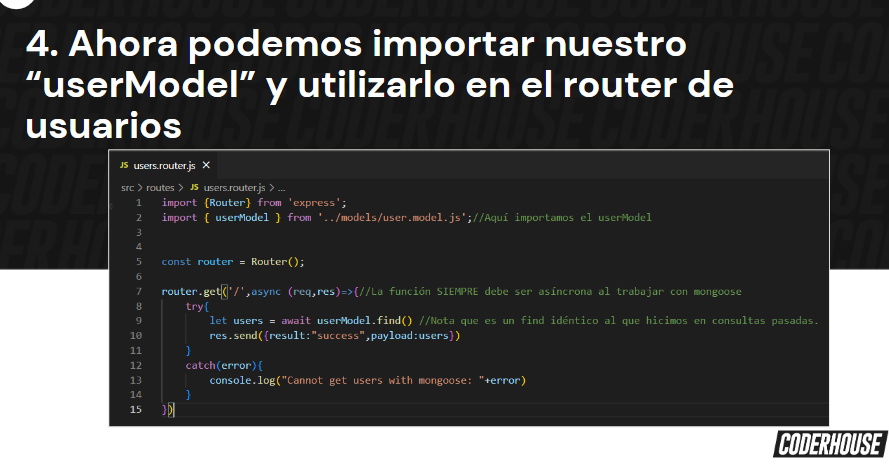 4. Ahora podemos importar nuestro
“userModel” y utilizarlo en el router de
usuarios
JS users.router.js ×
src > routes > JS users.router.js > ...
1 import {Router} from 'express';
2 import { userModel } from '../models/user.model.js';//Aquí importamos el userModel
3
4
5 const router = Router();
6
7 router.get('/',async (req,res)=>{//La función SIEMPRE debe ser asíncrona al trabajar con mongoose
8 try{
9 let users = await userModel.find() //Nota que es un find idéntico al que hicimos en consultas pasadas.
10 res.send({result:"success",payload:users})
11 }
12 catch(error){
13 console.log("Cannot get users with mongoose: "+error)
14 }
15 })
CODERHOUSE